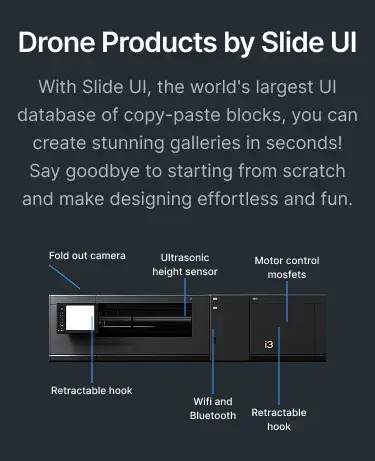 Drone Products by Slide UI
With Slide UI, the world's largest UI
database of copy-paste blocks, you can
create stunning galleries in seconds!
Say goodbye to starting from scratch
and make designing effortless and fun.
Fold out camera
Ultrasonic
height sensor
Motor control
mosfets
i3
Retractable hook
Wifi and
Bluetooth
Retractable
hook